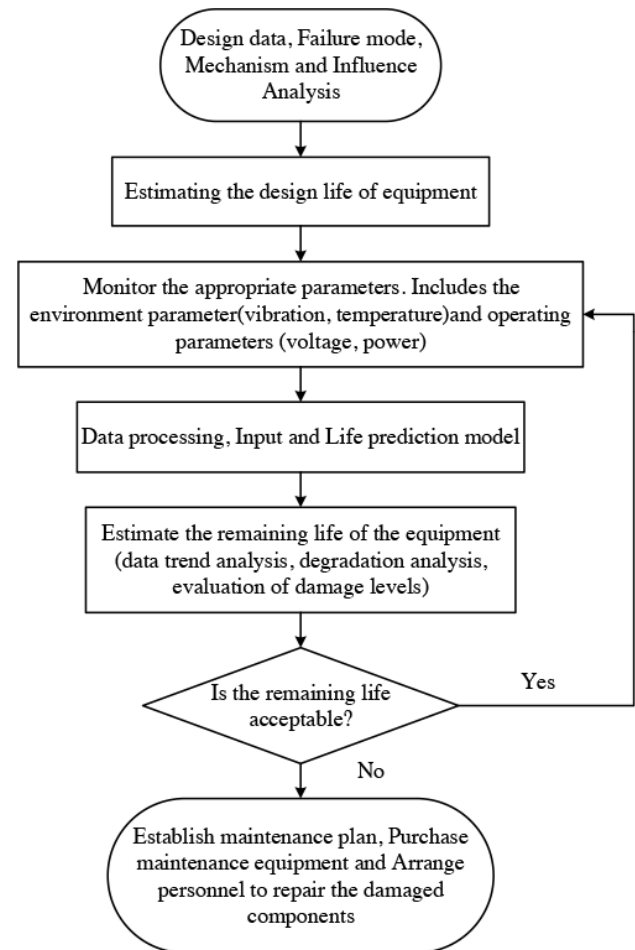 Design data, Failure mode,
Mechanism and Influence
Analysis
Estimating the design life of equipment
Monitor the appropriate parameters. Includes the
environment parameter(vibration, temperature)and operating
parameters (voltage, power)
Data processing, Input and Life prediction model
Estimate the remaining life of the equipment
(data trend analysis, degradation analysis,
evaluation of damage levels)
Is the remaining life
acceptable?
Yes
No
Establish maintenance plan, Purchase
maintenance equipment and Arrange
personnel to repair the damaged
components